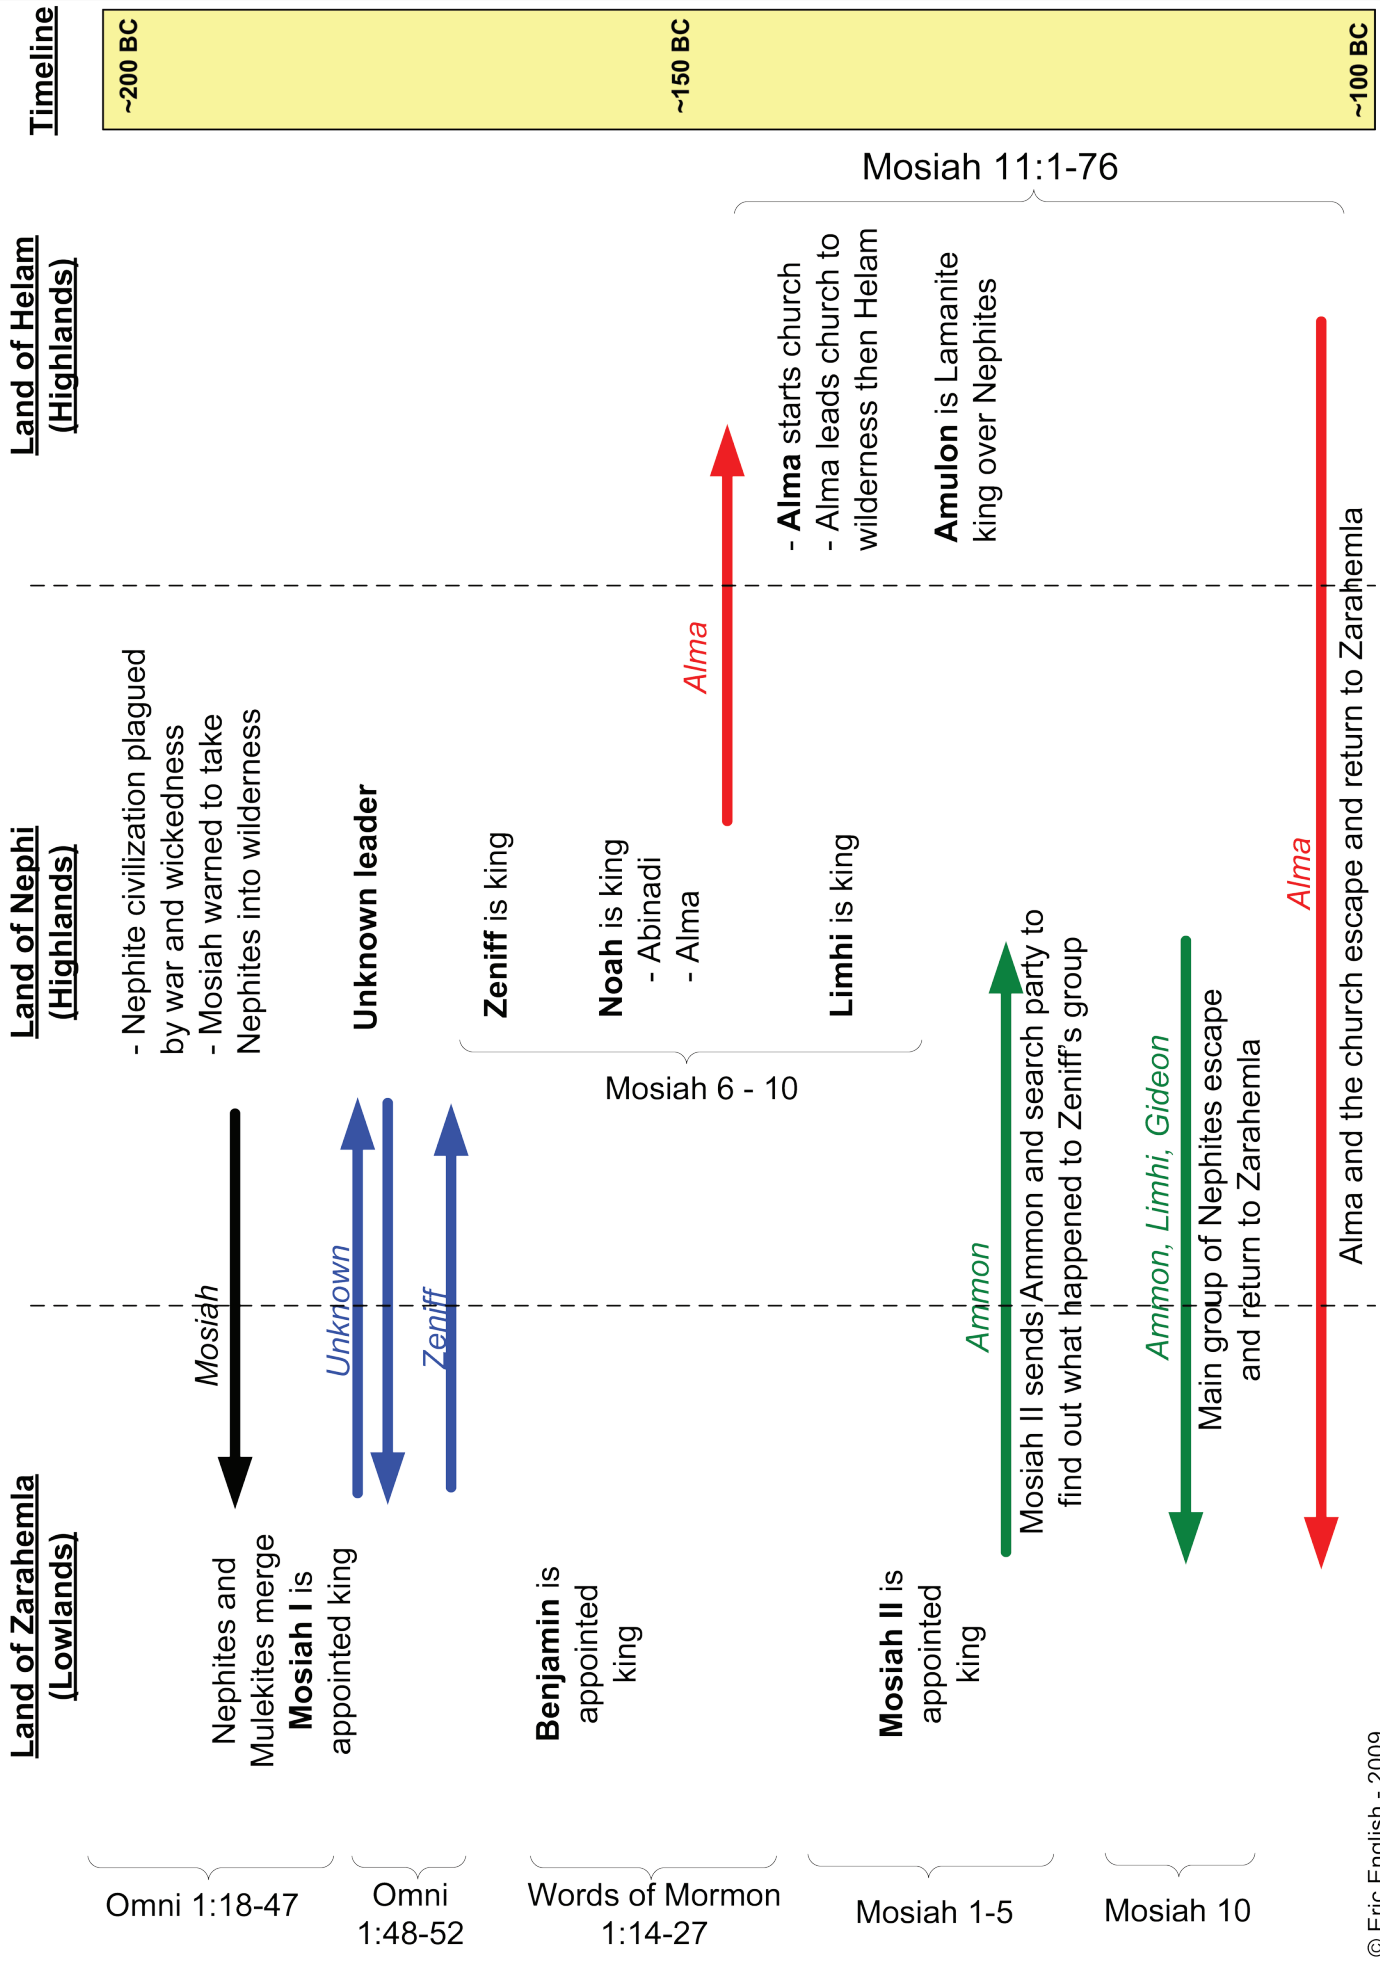 Land of Zarahemla
(Lowlands)
Land of Nephi
(Highlands)
Land of Helam
(Highlands)
Timeline
~200 BC
~150 BC
~100 BC
Omni 1:18-47
Omni
1:48-52
Words of Mormon
1:14-27
Mosiah 1-5
Mosiah 10
Nephites and
Mulekites merge
Mosiah I is
appointed king
Benjamin is
appointed
king
Mosiah II is
appointed
king
Mosiah
Unknown
Zeniff
- Nephite civilization plagued
by war and wickedness
- Mosiah warned to take
Nephites into wilderness
Unknown leader
Zeniff is king
Noah is king
- Abinadi
- Alma
Limhi is king
Mosiah 6 - 10
Alma
- Alma starts church
- Alma leads church to
wilderness then Helam
Amulon is Lamanite
king over Nephites
Mosiah 11:1-76
Ammon
Mosiah II sends Ammon and search party to
find out what happened to Zeniff's group
Ammon, Limhi, Gideon
Main group of Nephites escape
and return to Zarahemla
Alma
Alma and the church escape and return to Zarahemla
© Eric English - 2009